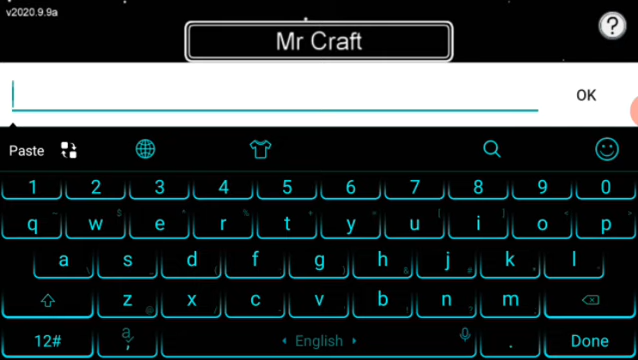 v2020.9.9a
?
Mr Craft
OK
Paste
1 2 3 4 5 6 7 8 9 0
q w e r t y u i o p
a s d f g h j k l
z x c v b n m
12# a, English . Done